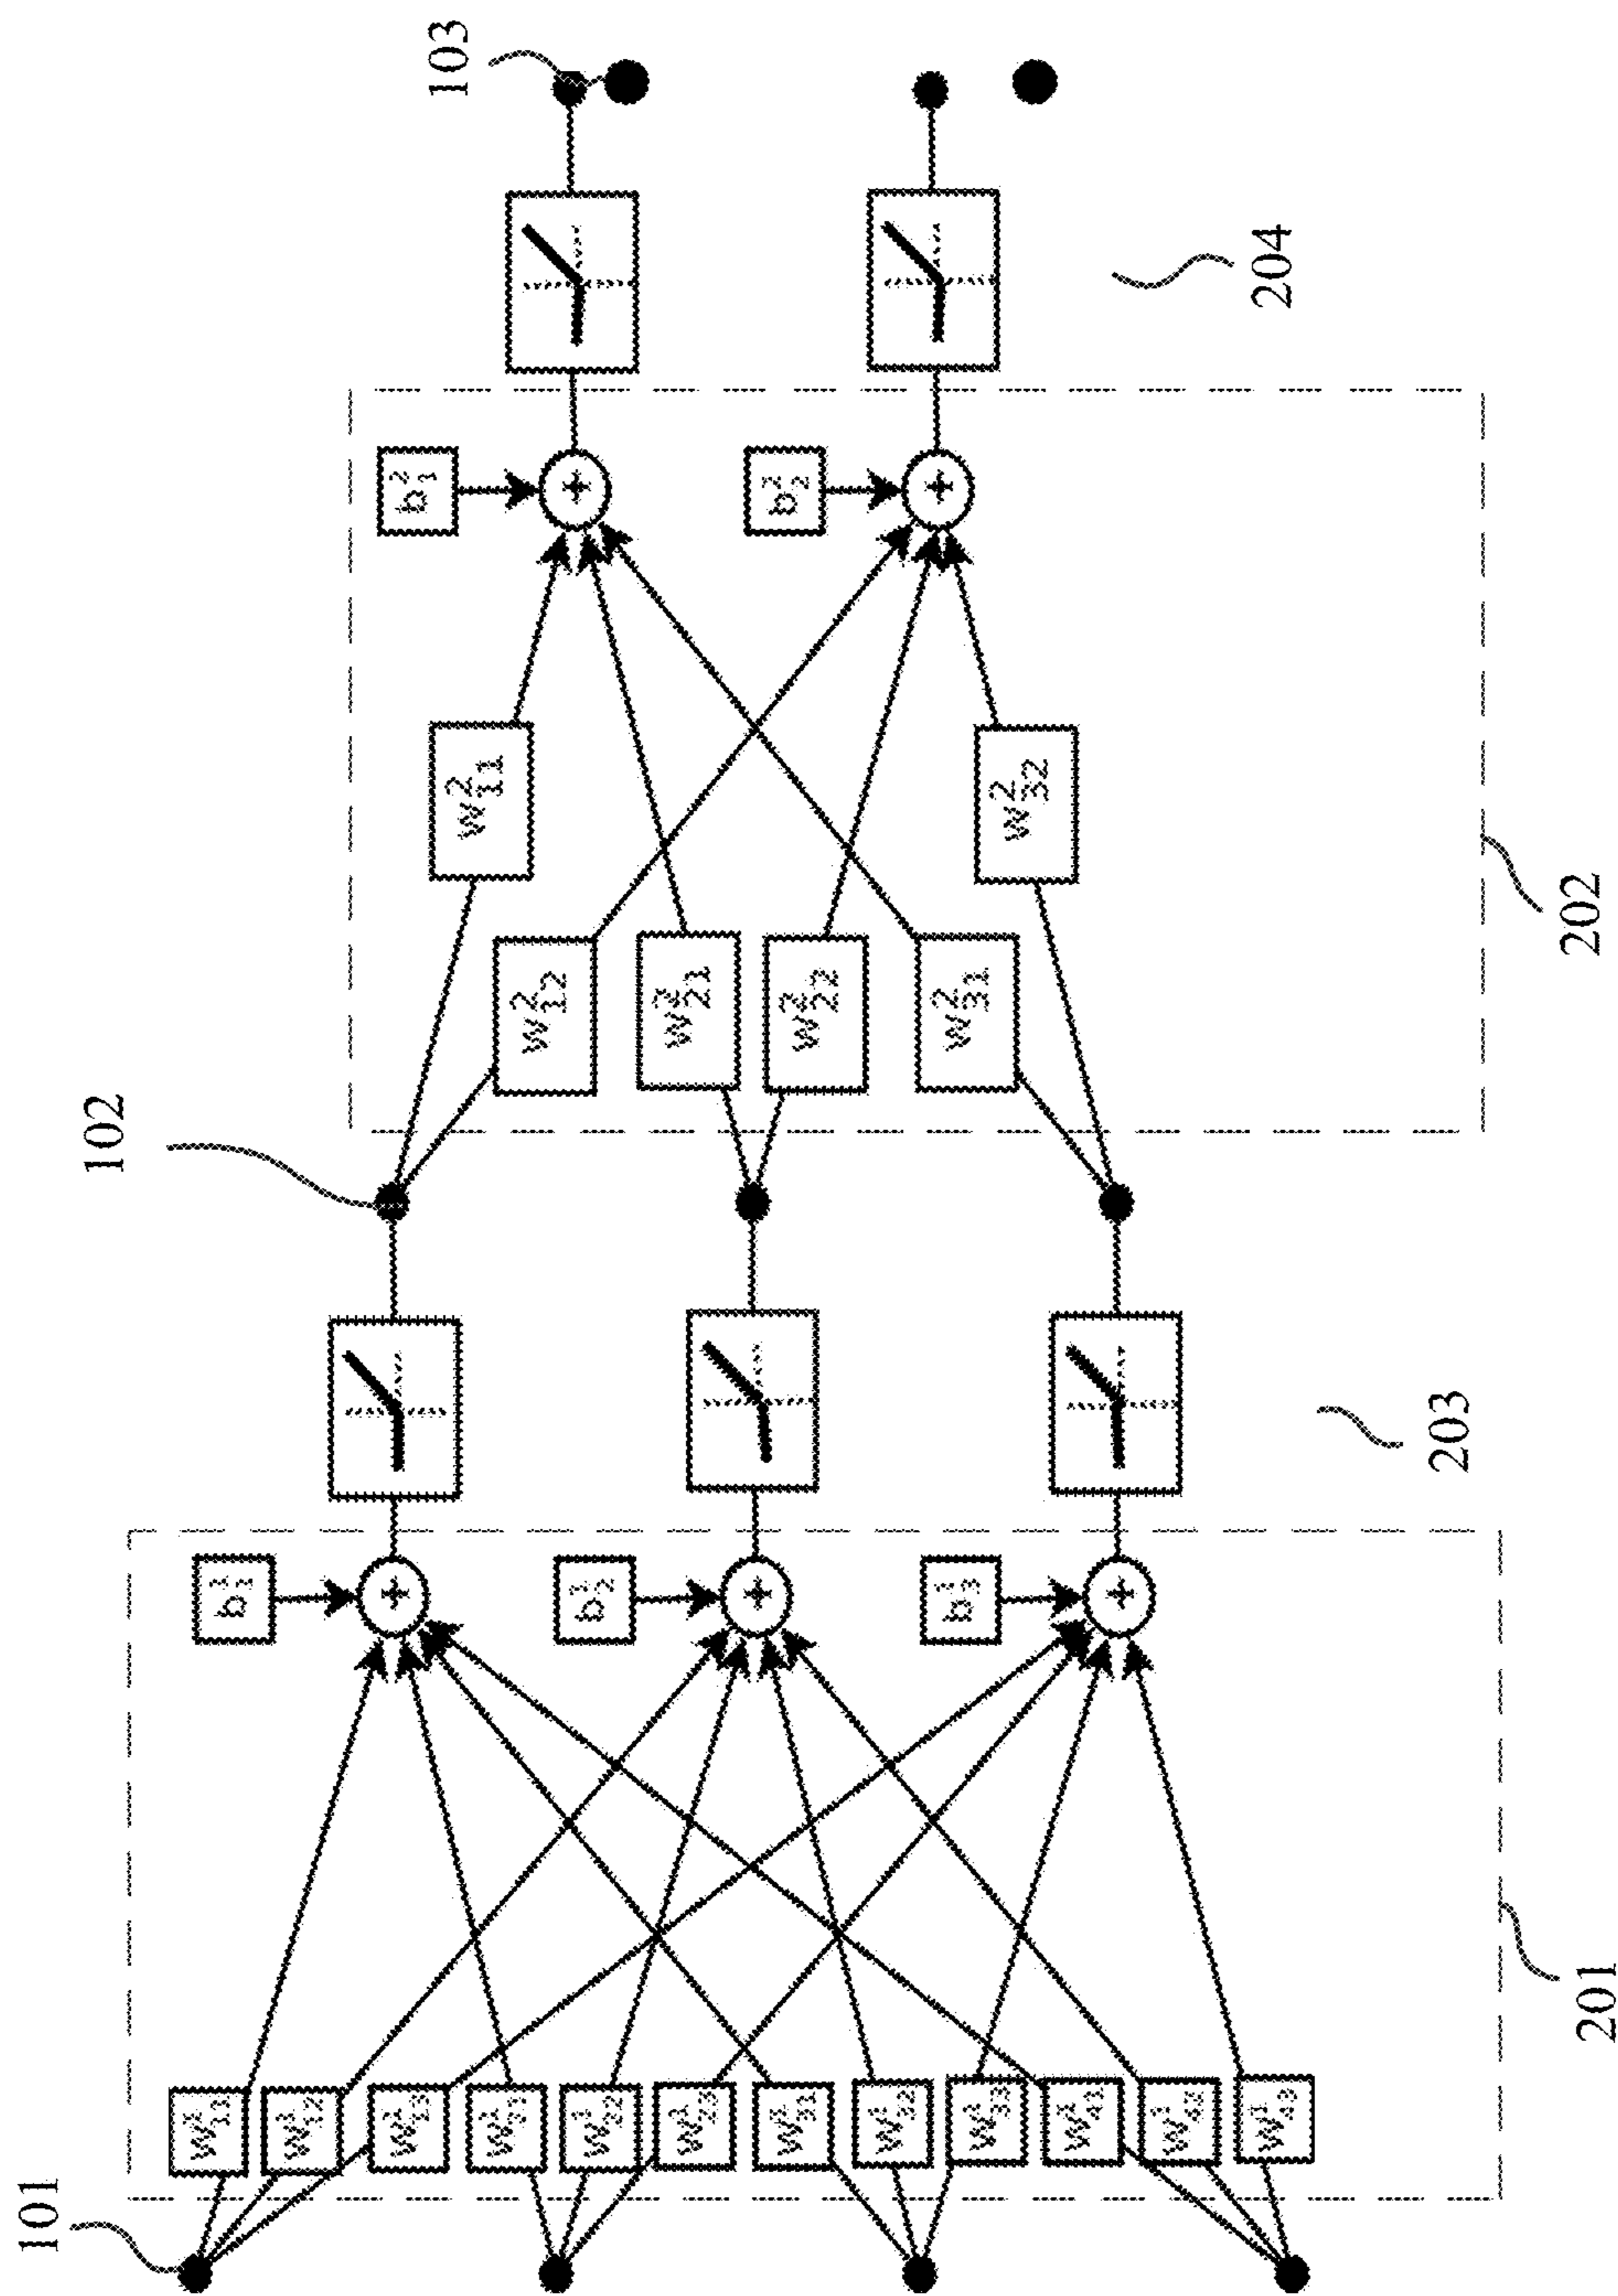 101
102
103
w¹₁₁
w¹₁₂
w¹₁₃
w¹₂₁
w¹₂₂
w¹₂₃
w¹₃₁
w¹₃₂
w¹₃₃
w¹₄₁
w¹₄₂
w¹₄₃
b¹₁
+
b¹₂
+
b¹₃
+
w²₁₁
w²₁₂
w²₂₁
w²₂₂
w²₃₁
w²₃₂
b²₁
+
b²₂
+
201
203
202
204